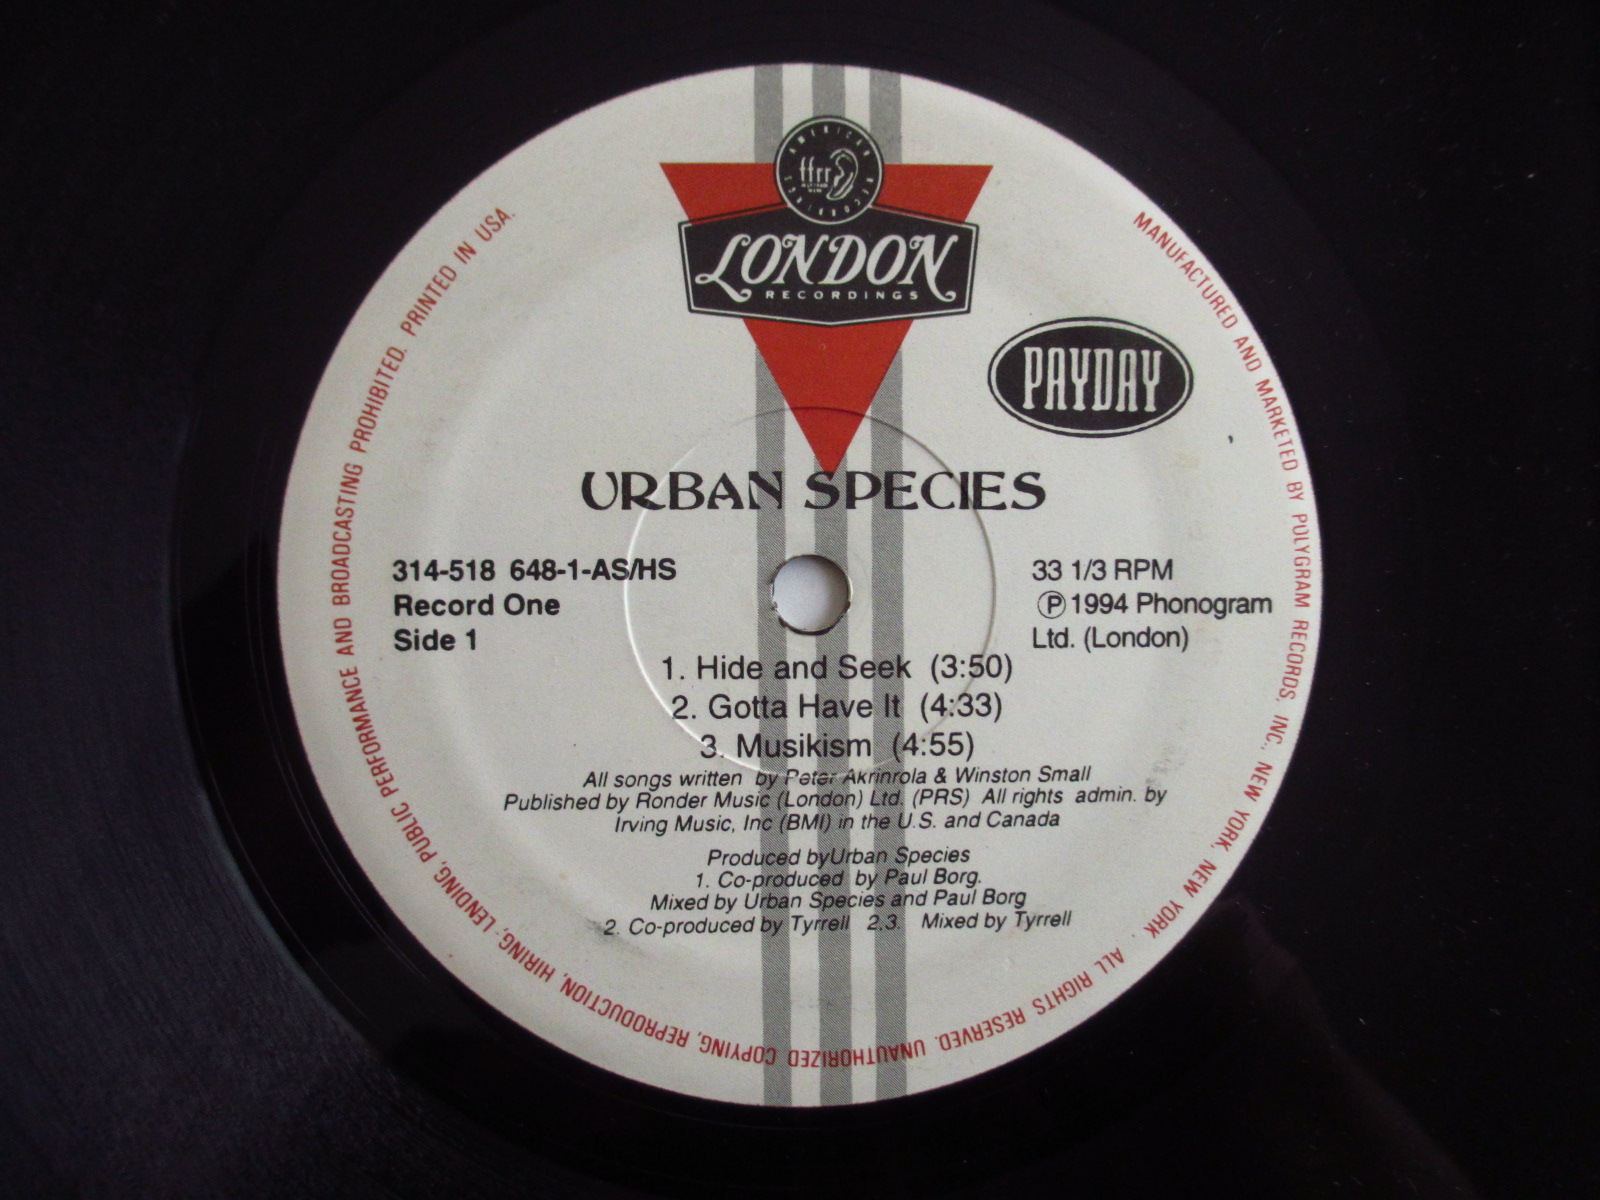 AMERICAN RECORDINGS
ffrr
LONDON
RECORDINGS
PAYDAY
URBAN SPECIES
314-518 648-1-AS/HS
Record One
Side 1
33 1/3 RPM
Ⓟ 1994 Phonogram
Ltd. (London)
1. Hide and Seek (3:50)
2. Gotta Have It (4:33)
3. Musikism (4:55)
All songs written by Peter Akrinrola & Winston Small
Published by Ronder Music (London) Ltd. (PRS) All rights admin. by
Irving Music, Inc (BMI) in the U.S. and Canada
Produced byUrban Species
1. Co-produced by Paul Borg.
Mixed by Urban Species and Paul Borg
2. Co-produced by Tyrrell 2,3. Mixed by Tyrrell
MANUFACTURED AND MARKETED BY POLYGRAM RECORDS, INC., NEW YORK, NEW YORK. ALL RIGHTS RESERVED. UNAUTHORIZED COPYING, REPRODUCTION, HIRING, LENDING, PUBLIC PERFORMANCE AND BROADCASTING PROHIBITED. PRINTED IN USA.